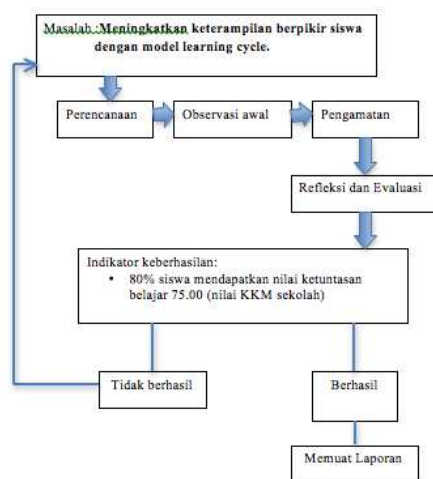 Masalah :Meningkatkan keterampilan berpikir siswa
dengan model learning cycle.
Perencanaan
Observasi awal
Pengamatan
Refleksi dan Evaluasi
Indikator keberhasilan:
• 80% siswa mendapatkan nilai ketuntasan
belajar 75.00 (nilai KKM sekolah)
Tidak berhasil
Berhasil
Memuat Laporan